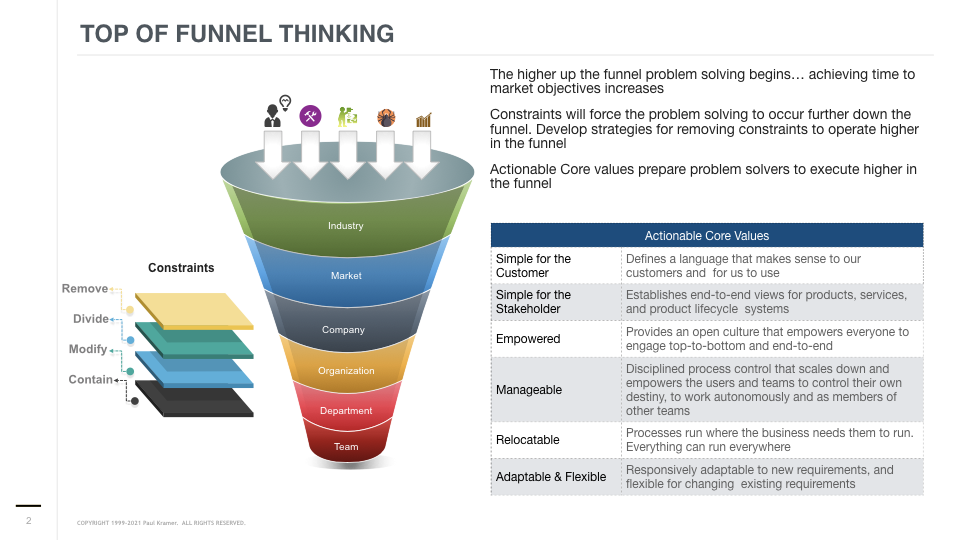 TOP OF FUNNEL THINKING
The higher up the funnel problem solving begins… achieving time to
market objectives increases
Constraints will force the problem solving to occur further down the
funnel. Develop strategies for removing constraints to operate higher
in the funnel
Actionable Core values prepare problem solvers to execute higher in
the funnel
Industry
Market
Company
Organization
Department
Team
Constraints
Remove
Divide
Modify
Contain
Actionable Core Values
Simple for the
Customer
Defines a language that makes sense to our
customers and  for us to use
Simple for the
Stakeholder
Establishes end-to-end views for products, services,
and product lifecycle  systems
Empowered
Provides an open culture that empowers everyone to
engage top-to-bottom and end-to-end
Manageable
Disciplined process control that scales down and
empowers the users and teams to control their own
destiny, to work autonomously and as members of
other teams
Relocatable
Processes run where the business needs them to run.
Everything can run everywhere
Adaptable & Flexible
Responsively adaptable to new requirements, and
flexible for changing  existing requirements
2
COPYRIGHT 1999-2021 Paul Kramer.  ALL RIGHTS RESERVED.